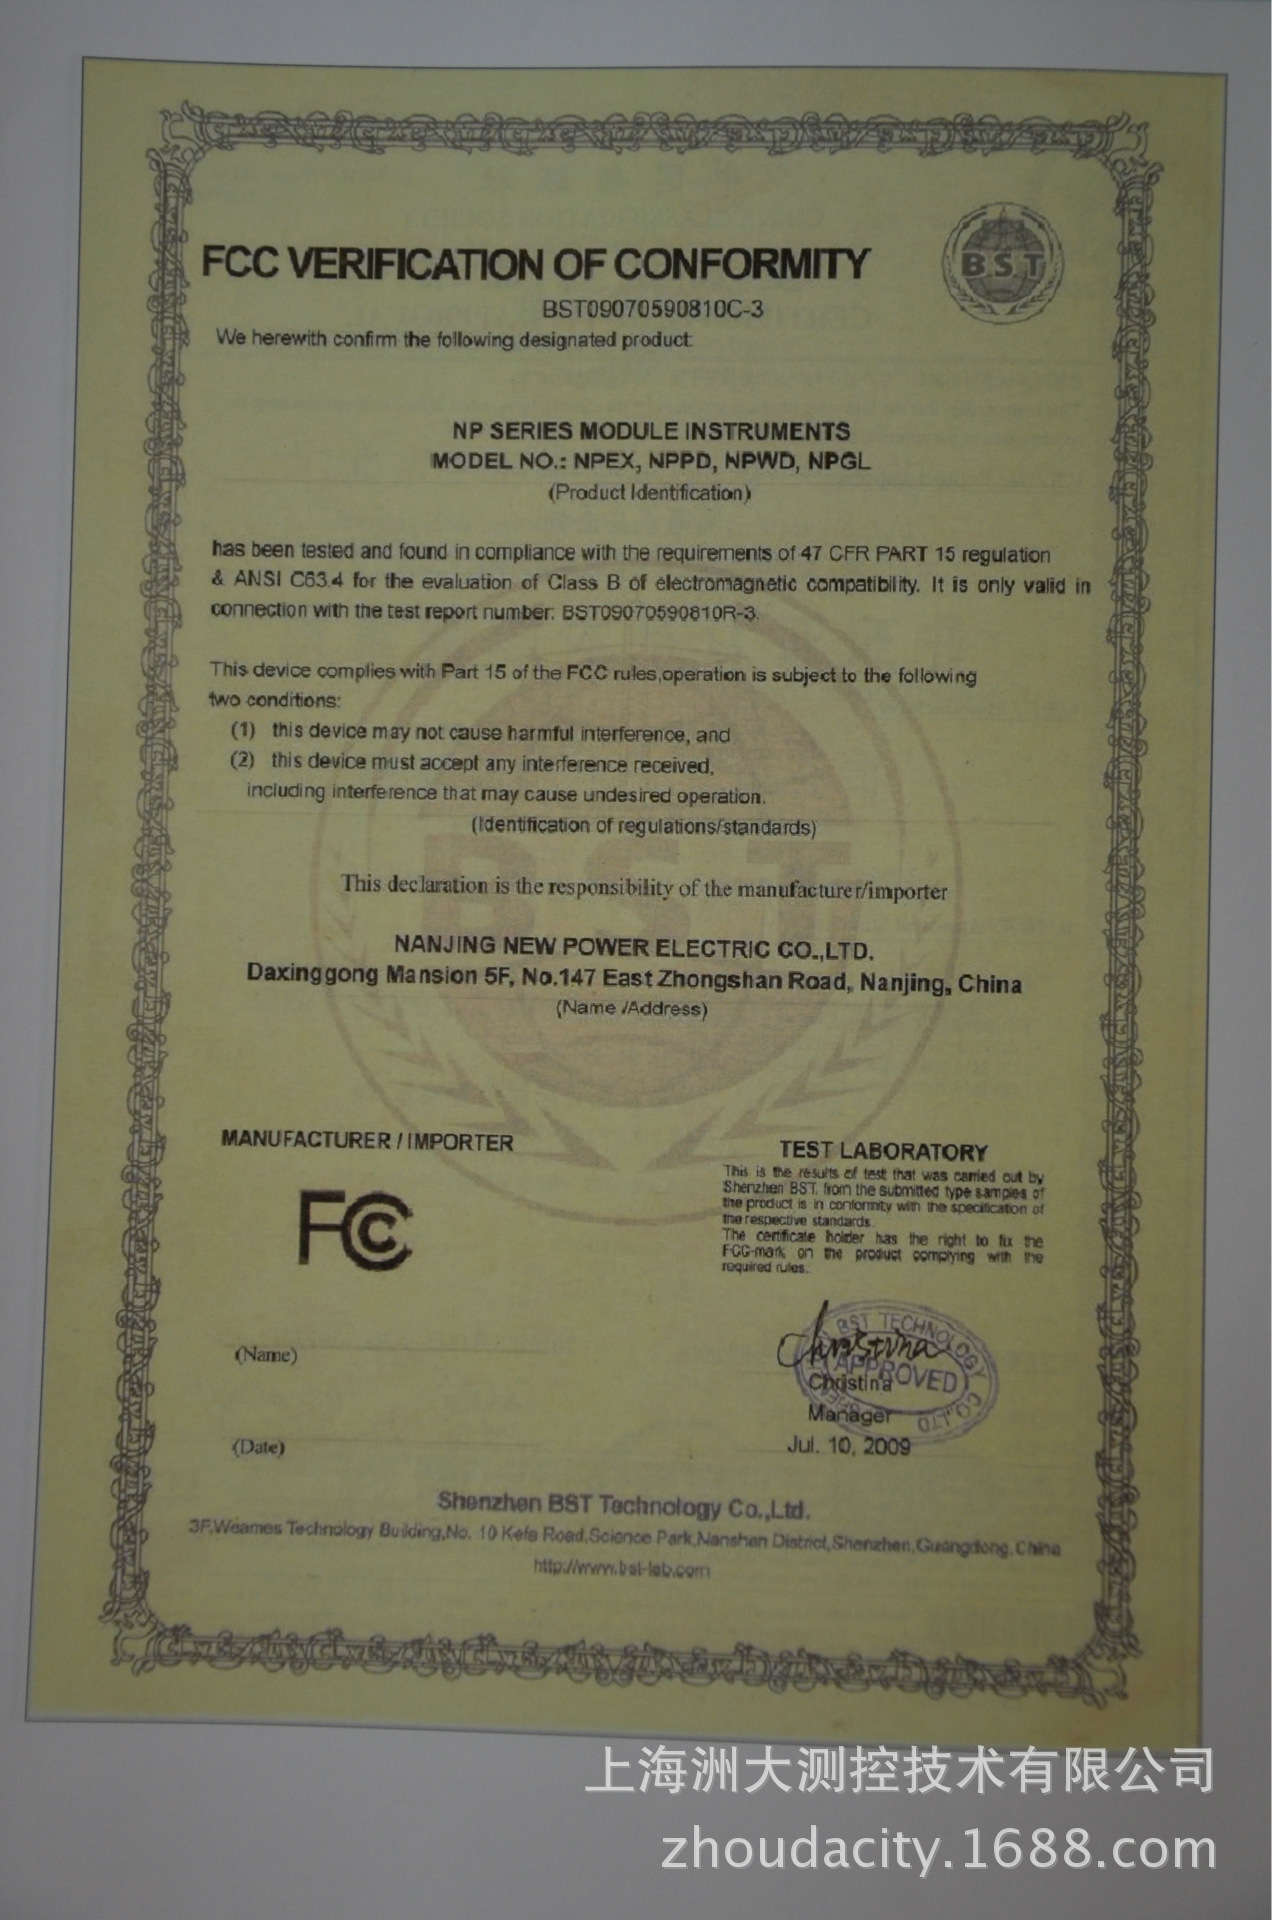 FCC VERIFICATION OF CONFORMITY
BST
BST09070590810C-3
We herewith confirm the following designated product:
NP SERIES MODULE INSTRUMENTS
MODEL NO.: NPEX, NPPD, NPWD, NPGL
(Product Identification)
has been tested and found in compliance with the requirements of 47 CFR PART 15 regulation
& ANSI C63.4 for the evaluation of Class B of electromagnetic compatibility. It is only valid in
connection with the test report number: BST09070590810R-3.
This device complies with Part 15 of the FCC rules,operation is subject to the following
two conditions:
(1) this device may not cause harmful interference, and
(2) this device must accept any interference received,
including interference that may cause undesired operation.
(Identification of regulations/standards)
BST
This declaration is the responsibility of the manufacturer/importer
NANJING NEW POWER ELECTRIC CO.,LTD.
Daxinggong Mansion 5F, No.147 East Zhongshan Road, Nanjing, China
(Name /Address)
MANUFACTURER / IMPORTER
FCC
TEST LABORATORY
This is the results of test that was carried out by
Shenzhen BST. from the submitted type samples of
the product is in conformity with the specification of
the respective standards.
The certificate holder has the right to fix the
FCC-mark on the product complying with the
required rules.
(Name)
(Date)
BST TECHNOLOGY CO.,LTD
APPROVED
Christina
Christina
Manager
Jul. 10, 2009
Shenzhen BST Technology Co.,Ltd.
3F,Weames Technology Building,No. 10 Kefa Road,Science Park,Nanshan District,Shenzhen,Guangdong,China
http://www.bst-lab.com
上海洲大测控技术有限公司
zhoudacity.1688.com